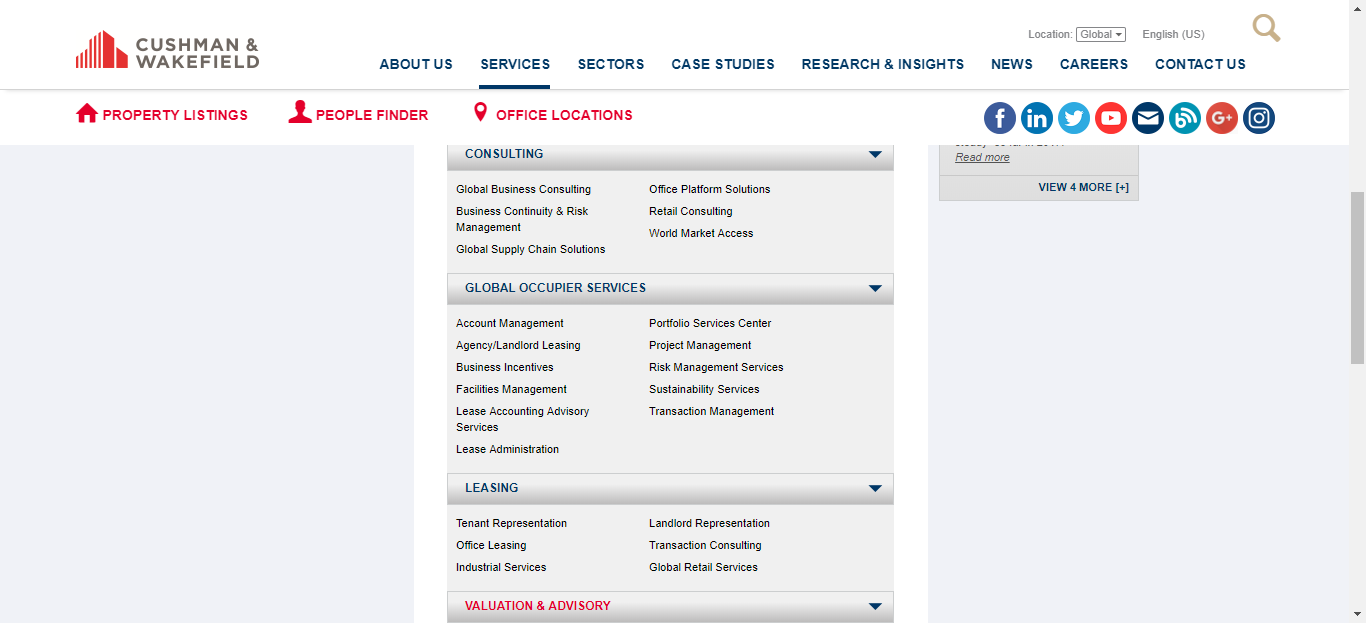 CUSHMAN &
WAKEFIELD
Location: Global
English (US)
ABOUT US
SERVICES
SECTORS
CASE STUDIES
RESEARCH & INSIGHTS
NEWS
CAREERS
CONTACT US
PROPERTY LISTINGS
PEOPLE FINDER
OFFICE LOCATIONS
f
in
G+
CONSULTING
Global Business Consulting
Business Continuity & Risk
Management
Global Supply Chain Solutions
Office Platform Solutions
Retail Consulting
World Market Access
GLOBAL OCCUPIER SERVICES
Account Management
Agency/Landlord Leasing
Business Incentives
Facilities Management
Lease Accounting Advisory
Services
Lease Administration
Portfolio Services Center
Project Management
Risk Management Services
Sustainability Services
Transaction Management
LEASING
Tenant Representation
Office Leasing
Industrial Services
Landlord Representation
Transaction Consulting
Global Retail Services
VALUATION & ADVISORY
Read more
VIEW 4 MORE [+]